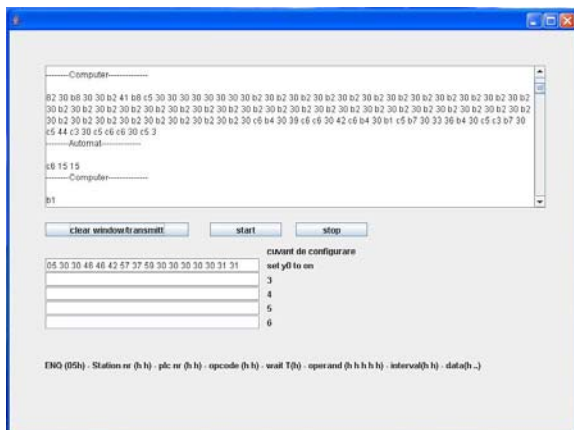 --------Computer-------------
82 30 b8 30 30 b2 41 b8 c5 30 30 30 30 30 30 30 30 b2 30 b2 30 b2 30 b2 30 b2 30 b2 30 b2 30 b2 30 b2 30 b2 30 b2 30 b2
30 b2 30 b2 30 b2 30 b2 30 b2 30 b2 30 b2 30 b2 30 b2 30 b2 30 b2 30 b2 30 b2 30 b2 30 b2 30 b2 30 b2 30 b2 30 b2 30 b2
30 b2 30 b2 30 b2 30 b2 30 b2 30 b2 30 b2 30 b2 30 c6 b4 30 39 c6 c6 30 42 c6 b4 30 b1 c5 b7 30 33 36 b4 30 c5 c3 b7 30
c5 44 c3 30 c5 c6 c6 30 c5 3
--------Automat-------------
c6 15 15
--------Computer-------------
b1
clear window/transmitt start stop
cuvant de configurare
05 30 30 46 46 42 57 37 59 30 30 30 30 30 31 31 set y0 to on
3
4
5
6
ENQ (05h) - Station nr (h h) - plc nr (h h) - opcode (h h) - wait T(h) - operand (h h h h h) - interval(h h) - data(h ..)